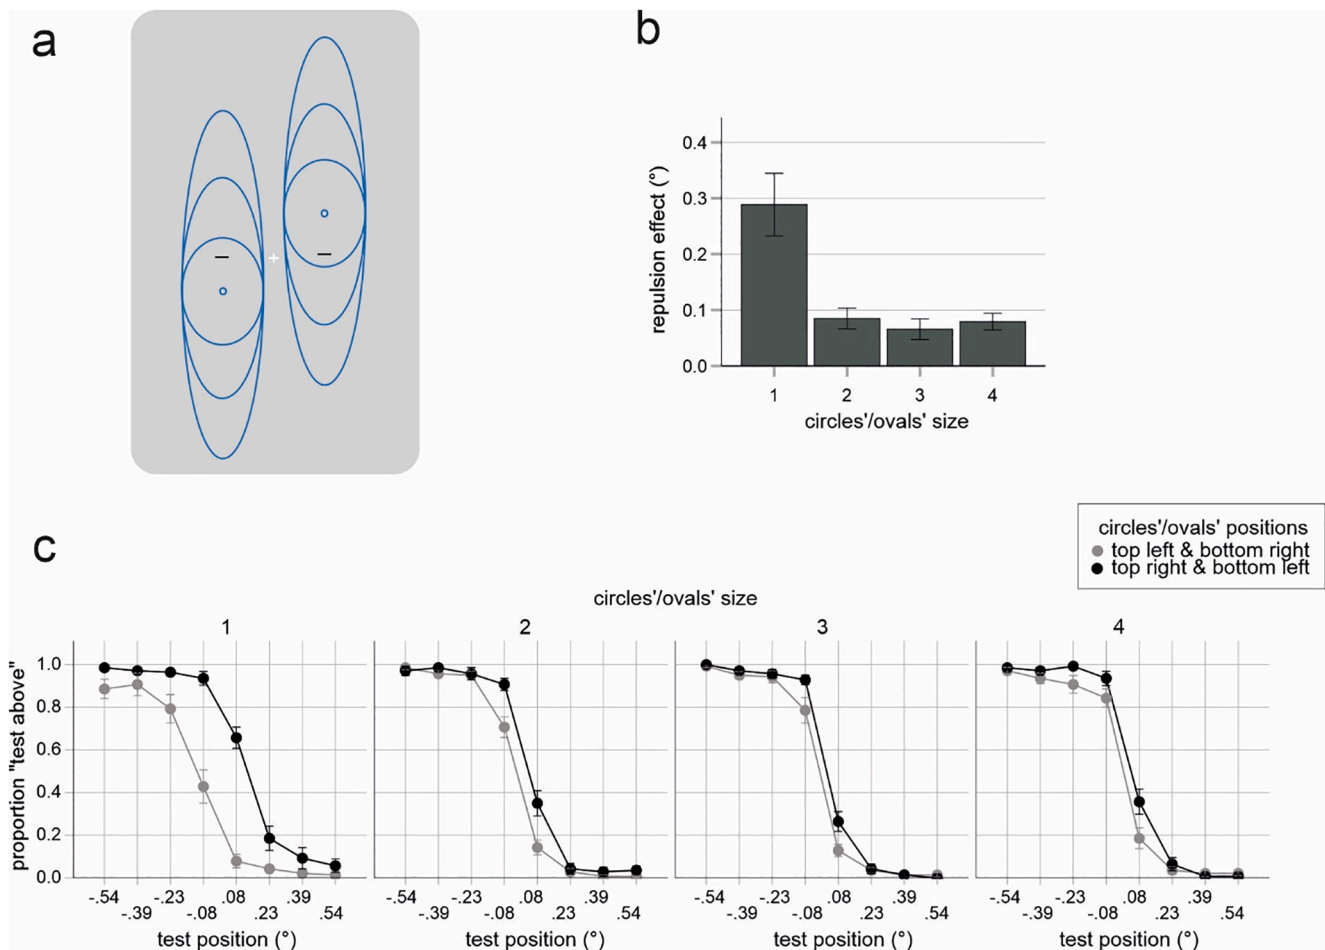 a
b
0.4
0.3
0.2
0.1
0.0
repulsion effect (°)
1 2 3 4
circles'/ovals' size
c
circles'/ovals' positions
top left & bottom right
top right & bottom left
circles'/ovals' size
1 2 3 4
1.0
0.8
0.6
0.4
0.2
0.0
proportion "test above"
-.54 -.23 .08 .39 -.54 -.23 .08 .39 -.54 -.23 .08 .39 -.54 -.23 .08 .39
-.39 -.08 .23 .54 -.39 -.08 .23 .54 -.39 -.08 .23 .54 -.39 -.08 .23 .54
test position (°) test position (°) test position (°) test position (°)